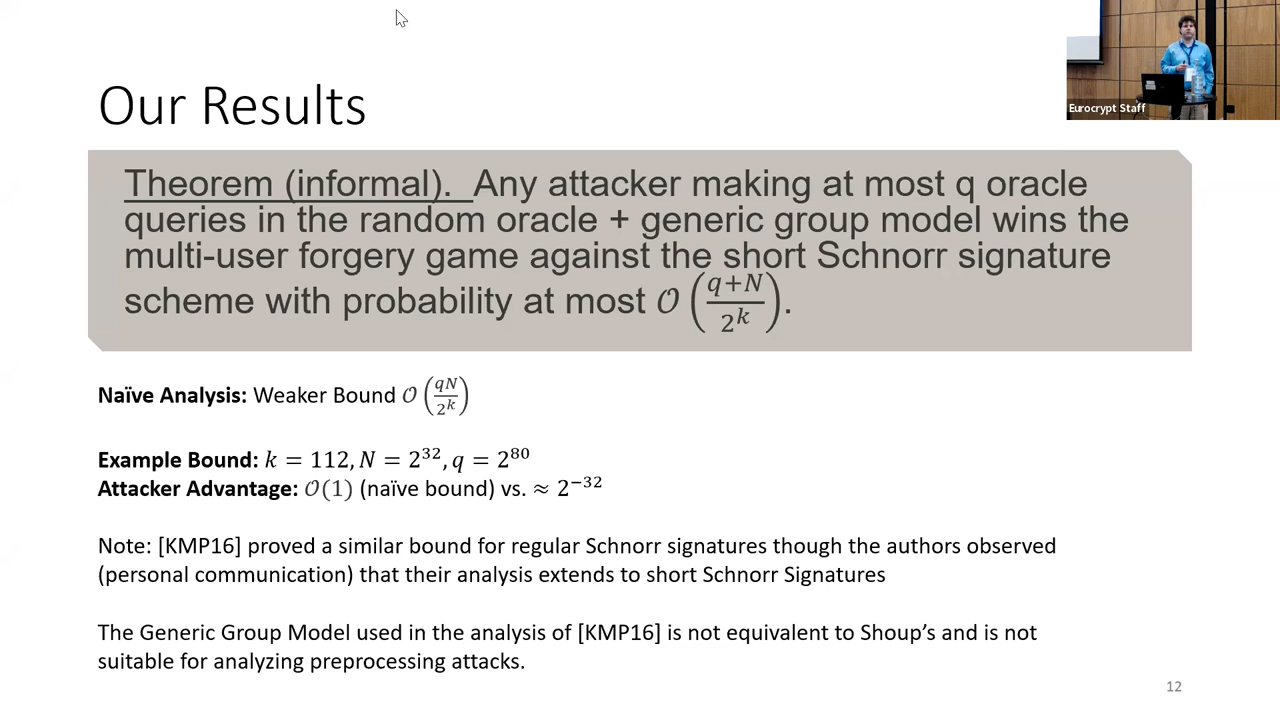 Our Results
Theorem (informal). Any attacker making at most q oracle
queries in the random oracle + generic group model wins the
multi-user forgery game against the short Schnorr signature
scheme with probability at most 𝒪((q+N)/2^k).
Naïve Analysis: Weaker Bound 𝒪(qN/2^k)
Example Bound: k = 112, N = 2^32, q = 2^80
Attacker Advantage: 𝒪(1) (naïve bound) vs. ≈ 2^−32
Note: [KMP16] proved a similar bound for regular Schnorr signatures though the authors observed
(personal communication) that their analysis extends to short Schnorr Signatures
The Generic Group Model used in the analysis of [KMP16] is not equivalent to Shoup's and is not
suitable for analyzing preprocessing attacks.
12
Eurocrypt Staff